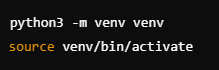 python3 -m venv venv
source venv/bin/activate